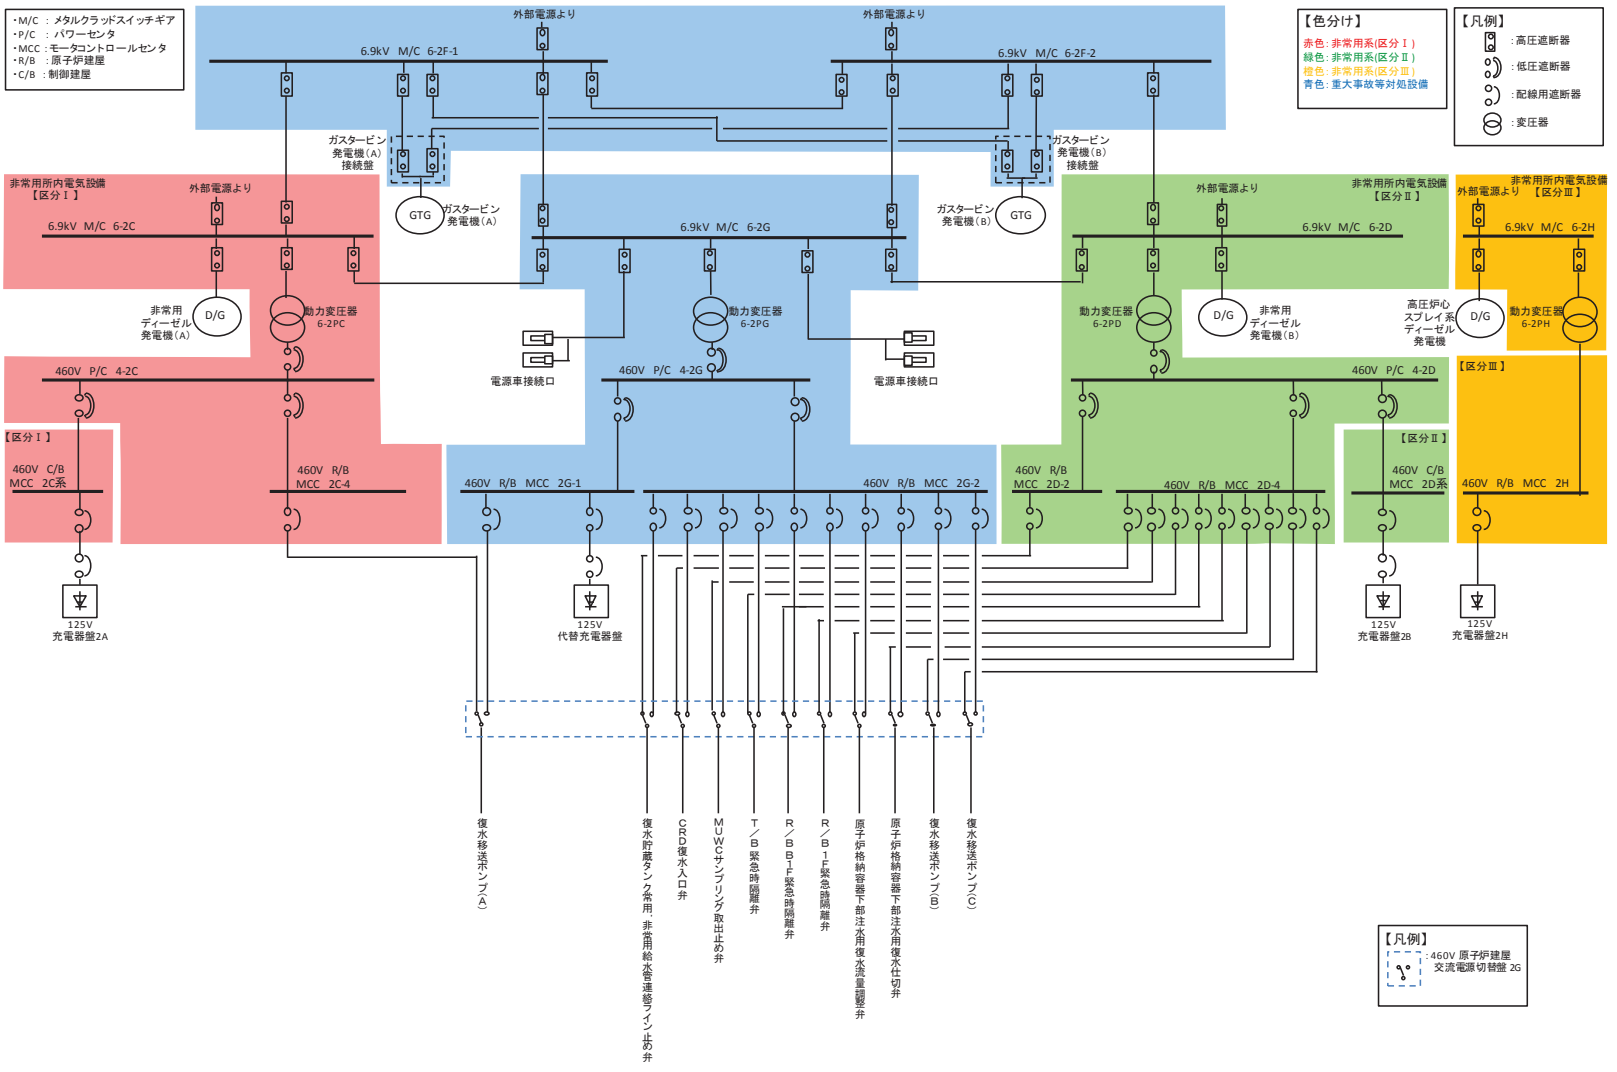 ・M/C : メタルクラッドスイッチギア
・P/C : パワーセンタ
・MCC : モータコントロールセンタ
・R/B : 原子炉建屋
・C/B : 制御建屋
外部電源より
外部電源より
6.9kV M/C 6-2F-1
6.9kV M/C 6-2F-2
【色分け】
赤色：非常用系(区分Ⅰ)
緑色：非常用系(区分Ⅱ)
橙色：非常用系(区分Ⅲ)
青色：重大事故等対処設備
【凡例】
：高圧遮断器
：低圧遮断器
：配線用遮断器
：変圧器
ガスタービン
発電機(A)
接続盤
ガスタービン
発電機(B)
接続盤
非常用所内電気設備
【区分Ⅰ】
外部電源より
6.9kV M/C 6-2C
GTG
ガスタービン
発電機(A)
6.9kV M/C 6-2G
ガスタービン
発電機(B)
GTG
外部電源より
非常用所内電気設備
【区分Ⅱ】
6.9kV M/C 6-2D
非常用所内電気設備
【区分Ⅲ】
外部電源より
6.9kV M/C 6-2H
非常用
ディーゼル
発電機(A)
D/G
動力変圧器
6-2PC
動力変圧器
6-2PG
動力変圧器
6-2PD
D/G
非常用
ディーゼル
発電機(B)
高圧炉心
スプレイ系
ディーゼル
発電機
D/G
動力変圧器
6-2PH
電源車接続口
電源車接続口
460V P/C 4-2C
460V P/C 4-2G
460V P/C 4-2D
【区分Ⅲ】
【区分Ⅰ】
460V C/B
MCC 2C系
460V R/B
MCC 2C-4
460V R/B MCC 2G-1
460V R/B MCC 2G-2
460V R/B
MCC 2D-2
460V R/B MCC 2D-4
【区分Ⅱ】
460V C/B
MCC 2D系
460V R/B MCC 2H
125V
充電器盤2A
125V
代替充電器盤
125V
充電器盤2B
125V
充電器盤2H
復水移送ポンプ(A)
復水貯蔵タンク常用、非常用給水管連絡ライン止め弁
CRD復水入口弁
MUWCサンプリング取出止め弁
T／B緊急時隔離弁
R／B B1F緊急時隔離弁
R／B 1F緊急時隔離弁
原子炉格納容器下部注水用復水流量調整弁
原子炉格納容器下部注水用復水仕切弁
復水移送ポンプ(B)
復水移送ポンプ(C)
【凡例】
：460V 原子炉建屋
交流電源切替盤 2G